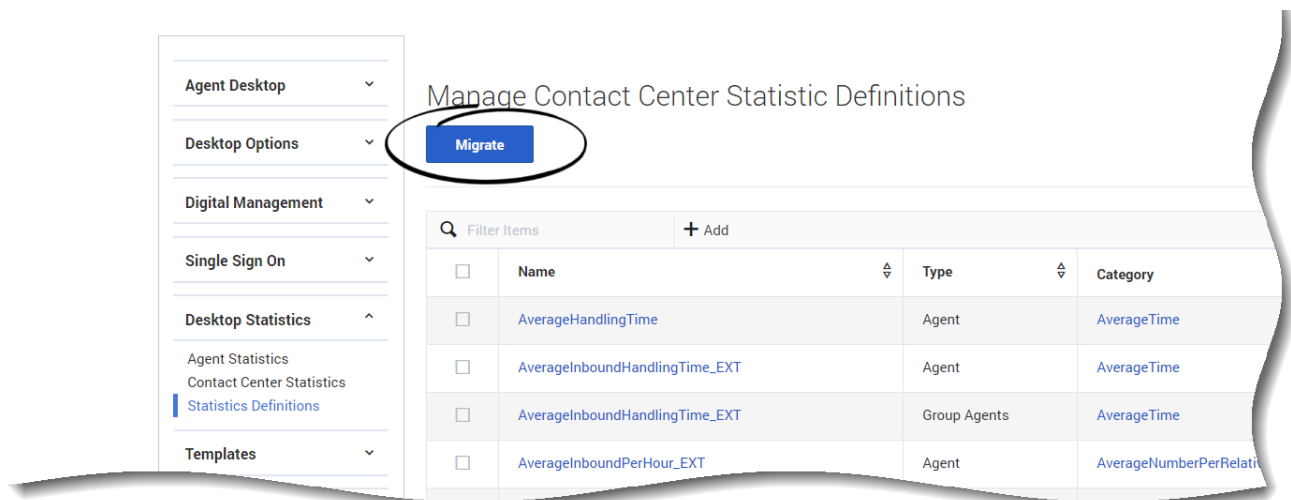 Agent Desktop
Desktop Options
Digital Management
Single Sign On
Desktop Statistics
Agent Statistics
Contact Center Statistics
Statistics Definitions
Templates
Manage Contact Center Statistic Definitions
Migrate
Filter Items
Add
Name Type Category
AverageHandlingTime Agent AverageTime
AverageInboundHandlingTime_EXT Agent AverageTime
AverageInboundHandlingTime_EXT Group Agents AverageTime
AverageInboundPerHour_EXT Agent AverageNumberPerRelati